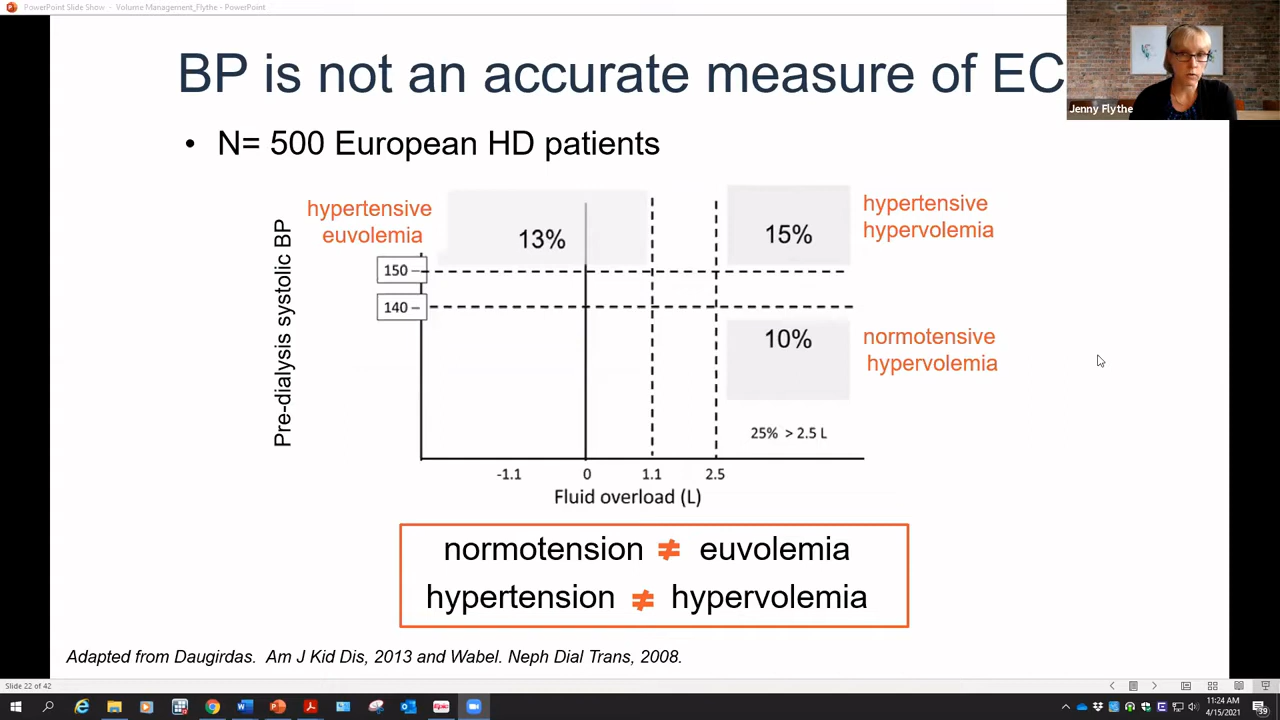 PowerPoint Slide Show - Volume Management_Flythe - PowerPoint
BP is not an accurate measure of EC
Jenny Flythe
• N= 500 European HD patients
Pre-dialysis systolic BP
hypertensive
euvolemia
13%
15%
hypertensive
hypervolemia
150
140
10%
normotensive
hypervolemia
25% > 2.5 L
-1.1 0 1.1 2.5
Fluid overload (L)
normotension ≠ euvolemia
hypertension ≠ hypervolemia
Adapted from Daugirdas. Am J Kid Dis, 2013 and Wabel. Neph Dial Trans, 2008.
Slide 22 of 42
11:24 AM
4/15/2021